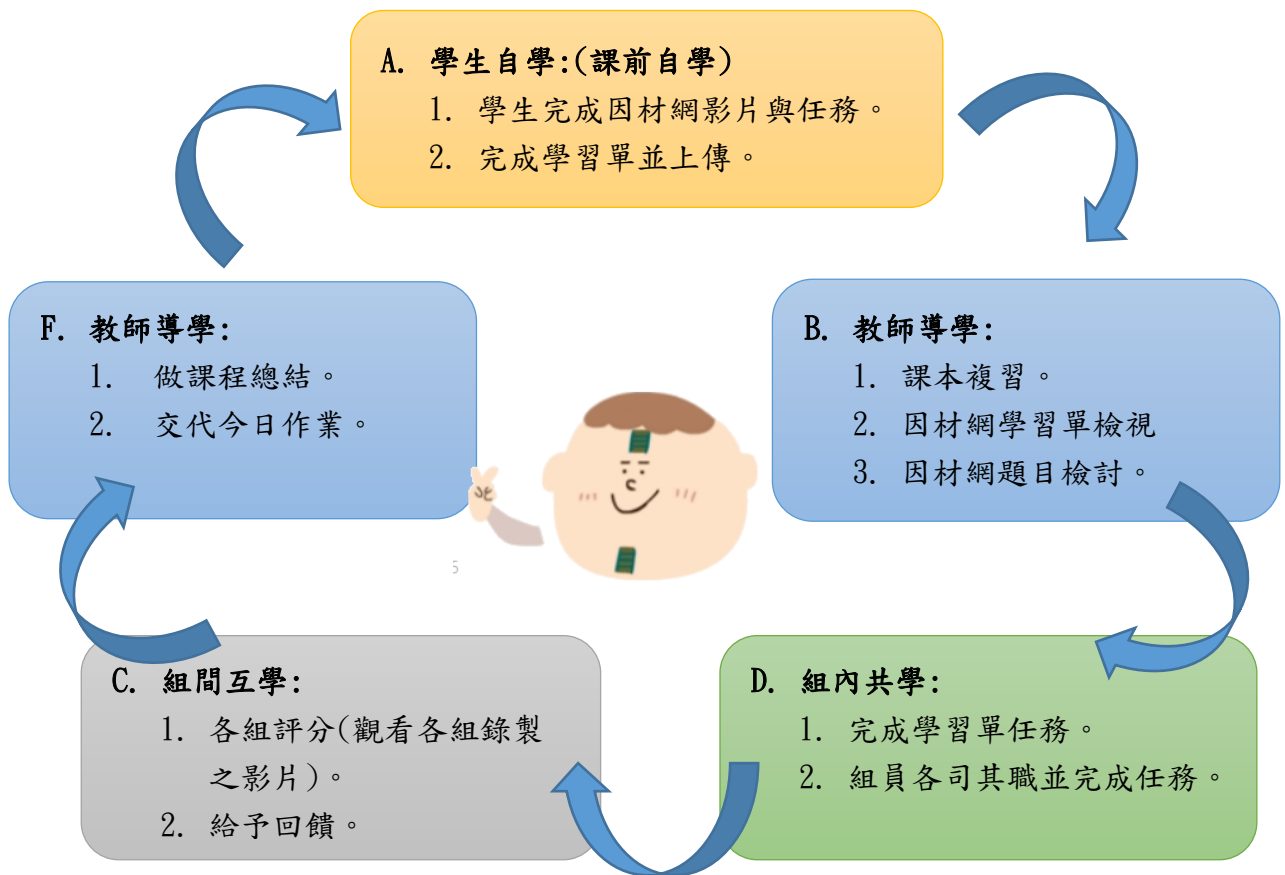 A. 學生自學:(課前自學)
1. 學生完成因材網影片與任務。
2. 完成學習單並上傳。
F. 教師導學:
1. 做課程總結。
2. 交代今日作業。
B. 教師導學:
1. 課本複習。
2. 因材網學習單檢視
3. 因材網題目檢討。
5
C. 組間互學:
1. 各組評分(觀看各組錄製
之影片)。
2. 給予回饋。
D. 組內共學:
1. 完成學習單任務。
2. 組員各司其職並完成任務。